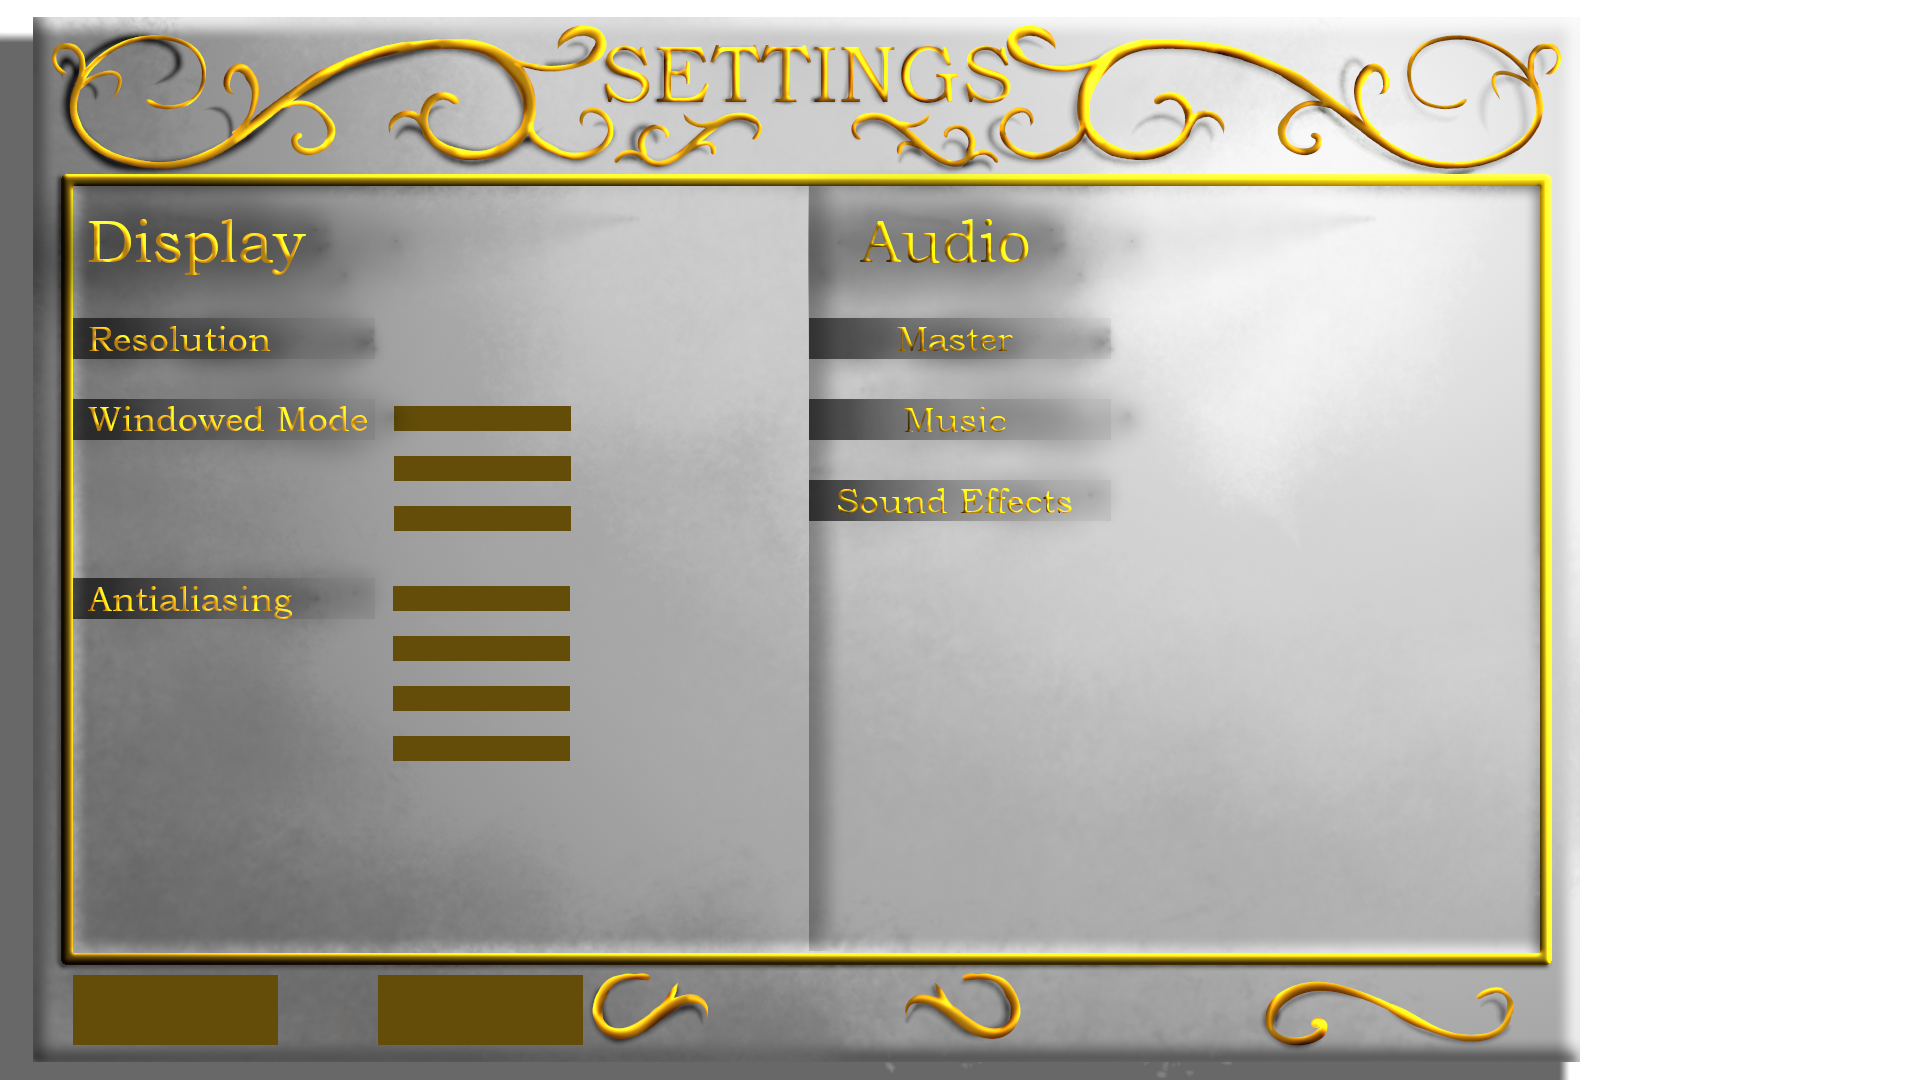 SETTINGS
Display
Resolution
Windowed Mode
Antialiasing
Audio
Master
Music
Sound Effects